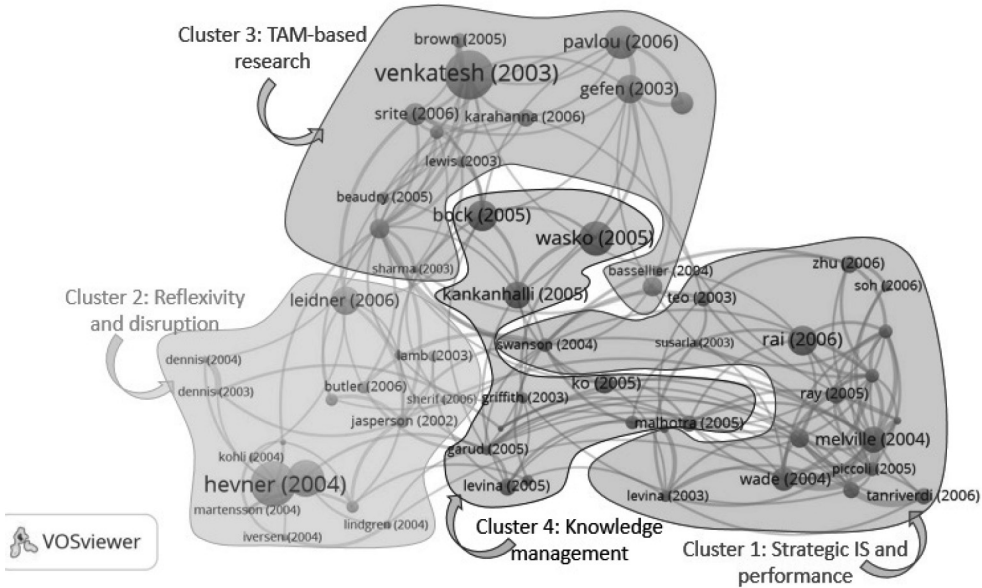 Cluster 3: TAM-based
research
brown (2005)
pavlou (2006)
venkatesh (2003)
gefen (2003)
srite (2006)
karahanna (2006)
lewis (2003)
beaudry (2005)
bock (2005)
wasko (2005)
sharma (2003)
bassellier (2004)
zhu (2006)
soh (2006)
Cluster 2: Reflexivity
and disruption
leidner (2006)
kankanhalli (2005)
teo (2003)
swanson (2004)
susarla (2003)
rai (2006)
dennis (2004)
lamb (2003)
dennis (2003)
butler (2006)
sherif (2006)
griffith (2003)
ko (2005)
ray (2005)
jasperson (2002)
malhotra (2005)
melville (2004)
kohli (2004)
garud (2005)
piccoli (2005)
hevner (2004)
levina (2005)
wade (2004)
levina (2003)
tanriverdi (2006)
martensson (2004)
lindgren (2004)
iversen (2004)
VOSviewer
Cluster 4: Knowledge
management
Cluster 1: Strategic IS and
performance